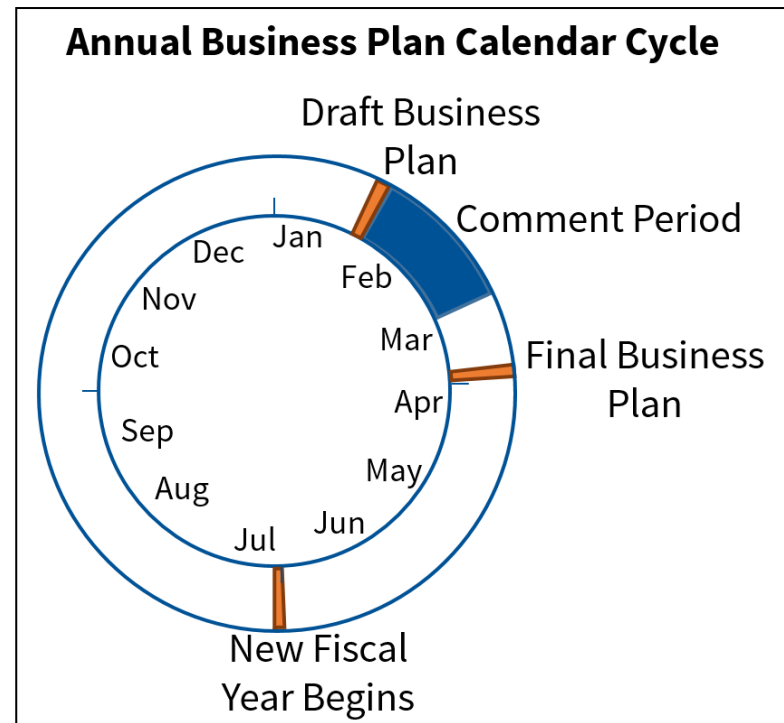 Annual Business Plan Calendar Cycle
Draft Business
Plan
Comment Period
Final Business
Plan
New Fiscal
Year Begins
Jan
Feb
Mar
Apr
May
Jun
Jul
Aug
Sep
Oct
Nov
Dec